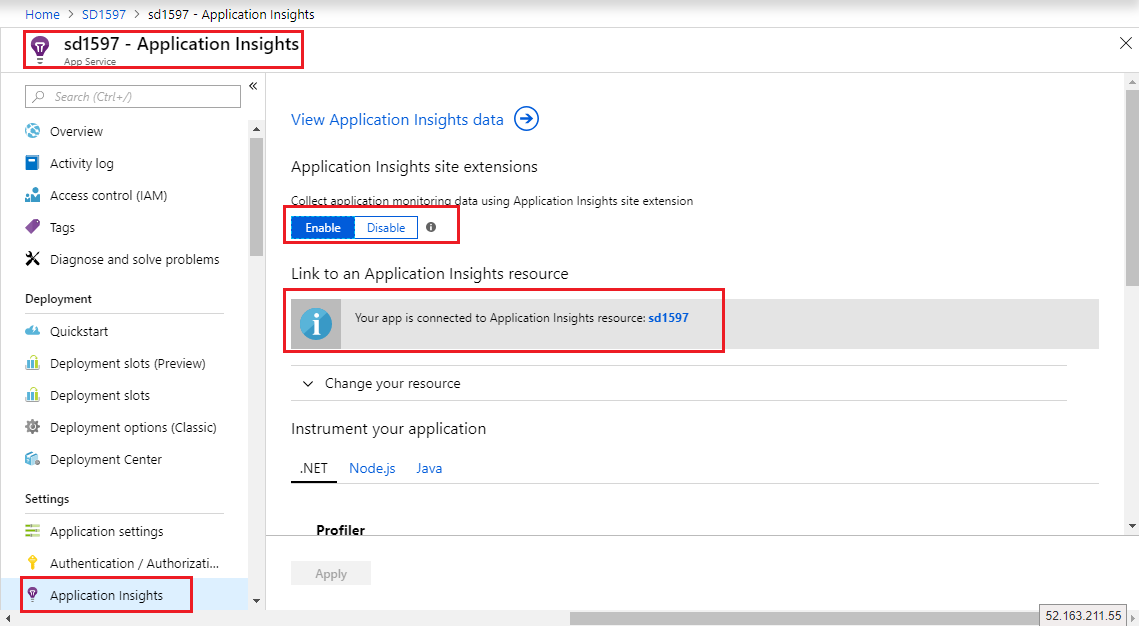 Home > SD1597 > sd1597 - Application Insights
sd1597 - Application Insights
App Service
Search (Ctrl+/)
Overview
Activity log
Access control (IAM)
Tags
Diagnose and solve problems
Deployment
Quickstart
Deployment slots (Preview)
Deployment slots
Deployment options (Classic)
Deployment Center
Settings
Application settings
Authentication / Authorizati...
Application Insights
View Application Insights data
Application Insights site extensions
Collect application monitoring data using Application Insights site extension
Enable Disable
Link to an Application Insights resource
Your app is connected to Application Insights resource: sd1597
Change your resource
Instrument your application
.NET Node.js Java
Profiler
Apply
52.163.211.55